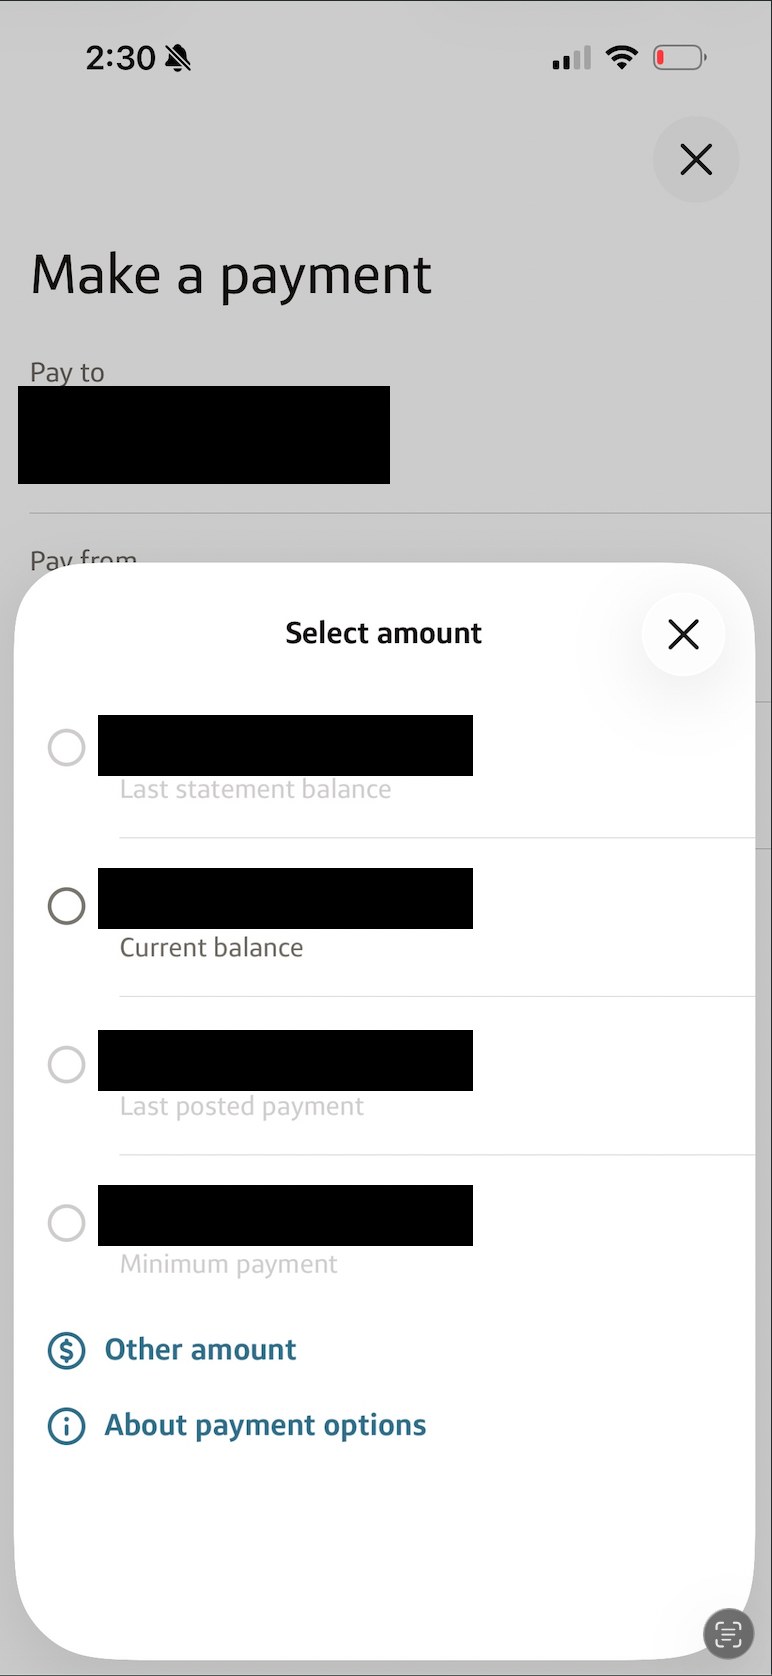 2:30
Make a payment
Pay to
Pay from
Select amount
Last statement balance
Current balance
Last posted payment
Minimum payment
Other amount
About payment options